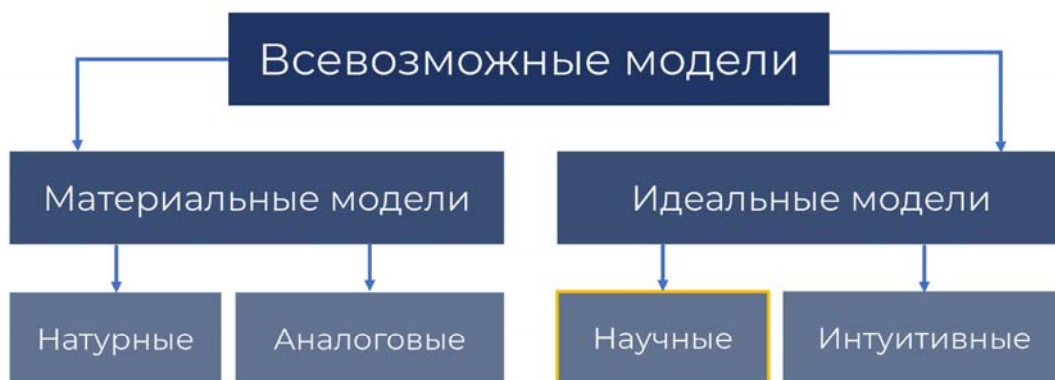 Всевозможные модели
Материальные модели
Идеальные модели
Натурные
Аналоговые
Научные
Интуитивные